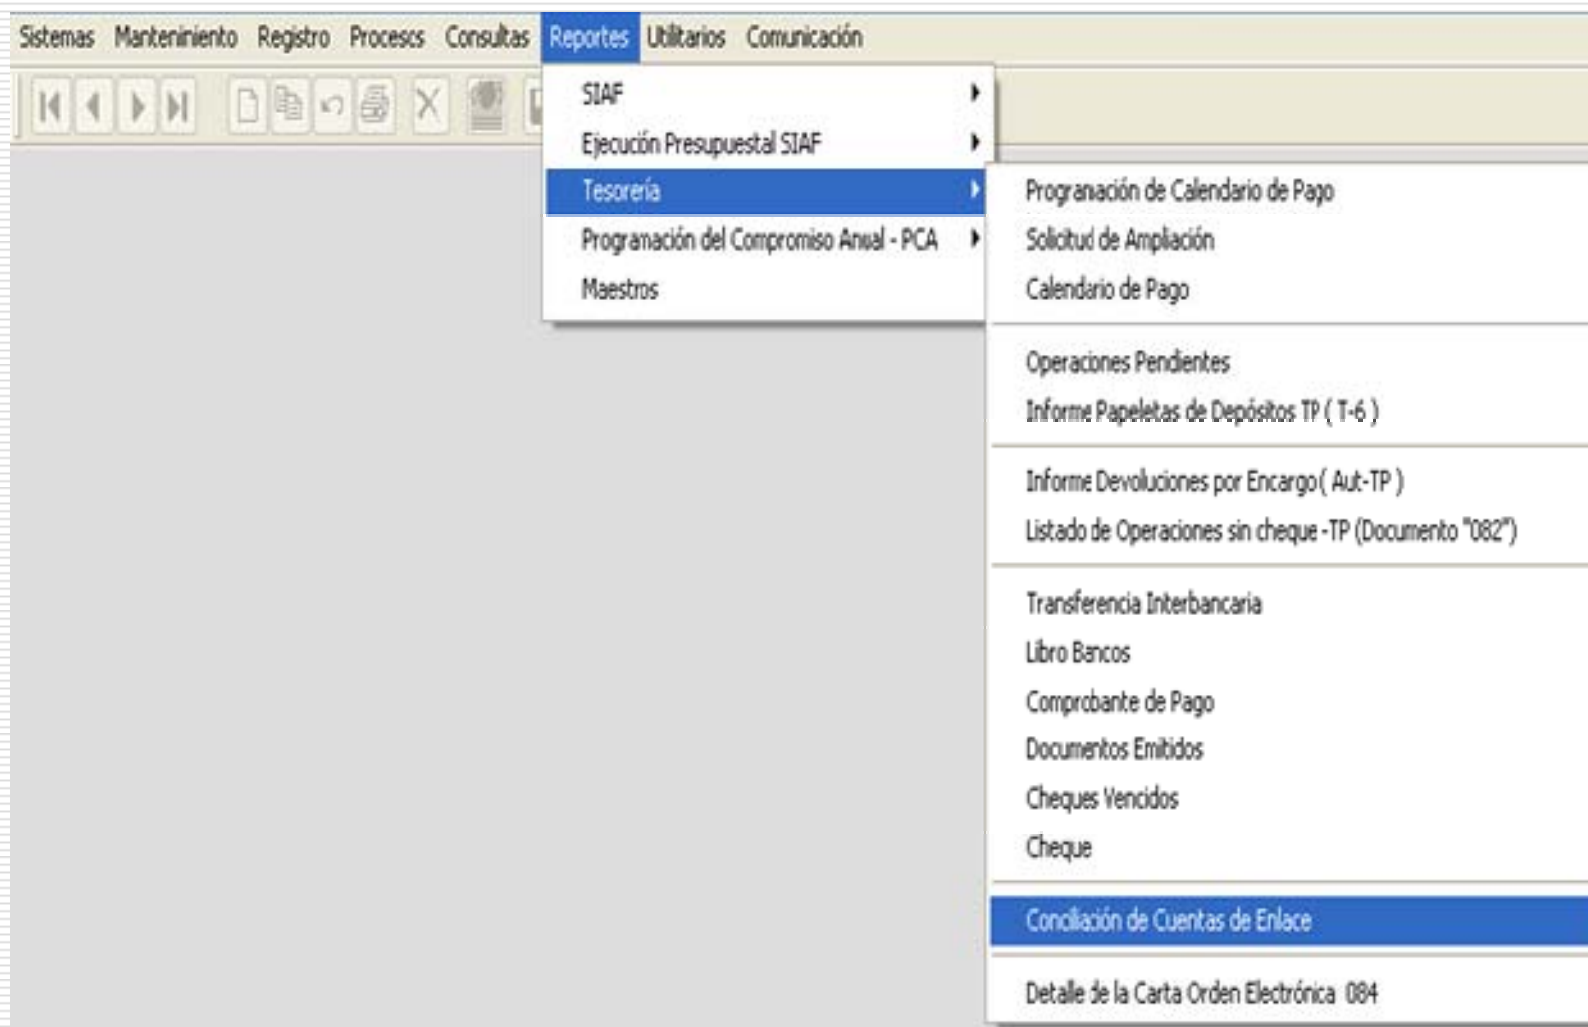 Sistemas Mantenimiento Registro Procesos Consultas Reportes Utilitarios Comunicación
SIAF
Ejecución Presupuestal SIAF
Tesorería
Programación del Compromiso Anual - PCA
Maestros
Programación de Calendario de Pago
Solicitud de Ampliación
Calendario de Pago
Operaciones Pendientes
Informe Papeletas de Depósitos TP ( T-6 )
Informe Devoluciones por Encargo ( Aut-TP )
Listado de Operaciones sin cheque -TP (Documento "082")
Transferencia Interbancaria
Libro Bancos
Comprobante de Pago
Documentos Emitidos
Cheques Vencidos
Cheque
Conciliación de Cuentas de Enlace
Detalle de la Carta Orden Electrónica 084